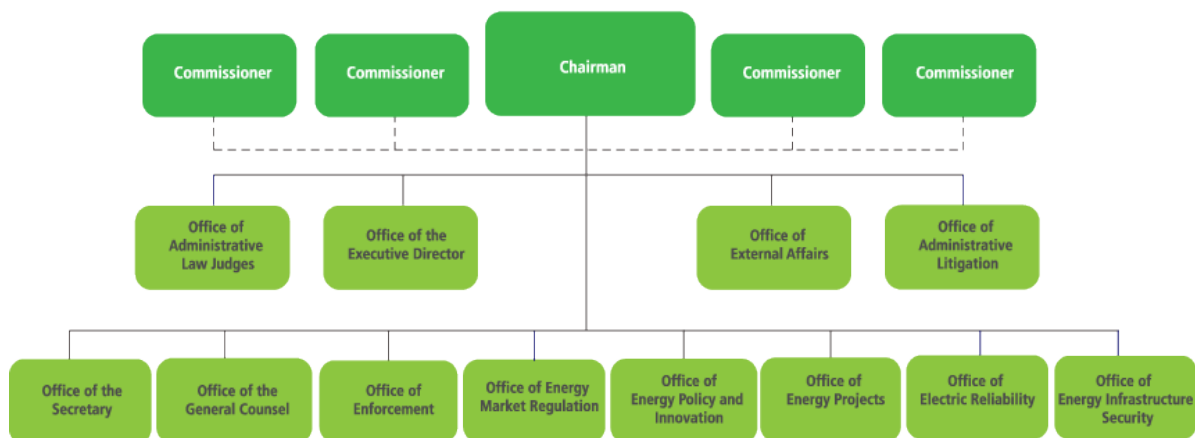 Commissioner
Commissioner
Chairman
Commissioner
Commissioner
Office of
Administrative
Law Judges
Office of the
Executive Director
Office of
External Affairs
Office of
Administrative
Litigation
Office of the
Secretary
Office of the
General Counsel
Office of
Enforcement
Office of Energy
Market Regulation
Office of
Energy Policy and
Innovation
Office of
Energy Projects
Office of
Electric Reliability
Office of
Energy Infrastructure
Security